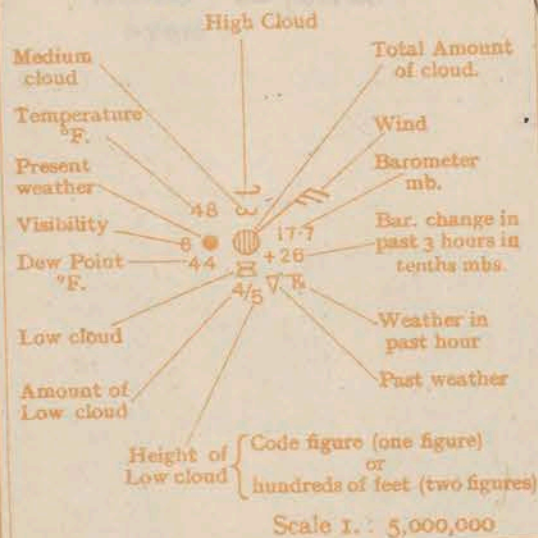 High Cloud
Medium
cloud
Total Amount
of cloud.
Temperature
°F.
Wind
Present
weather
Barometer
mb.
Visibility
Bar. change in
past 3 hours in
tenths mbs.
Dew Point
°F.
48
17·7
6
+26
44
4/5
Low cloud
Weather in
past hour
Amount of
Low cloud
Past weather
Height of
Low cloud
Code figure (one figure)
or
hundreds of feet (two figures)
Scale 1 : 5,000,000